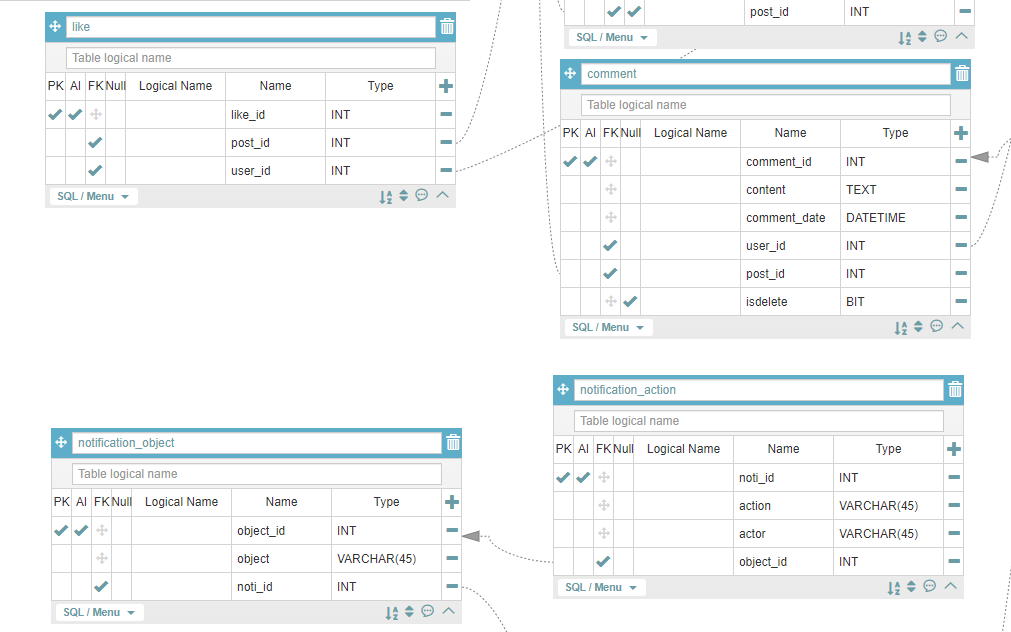 like
Table logical name
PK AI FK Null Logical Name Name Type
like_id INT
post_id INT
user_id INT
SQL / Menu
post_id INT
SQL / Menu
comment
Table logical name
PK AI FK Null Logical Name Name Type
comment_id INT
content TEXT
comment_date DATETIME
user_id INT
post_id INT
isdelete BIT
SQL / Menu
notification_object
Table logical name
PK AI FK Null Logical Name Name Type
object_id INT
object VARCHAR(45)
noti_id INT
SQL / Menu
notification_action
Table logical name
PK AI FK Null Logical Name Name Type
noti_id INT
action VARCHAR(45)
actor VARCHAR(45)
object_id INT
SQL / Menu